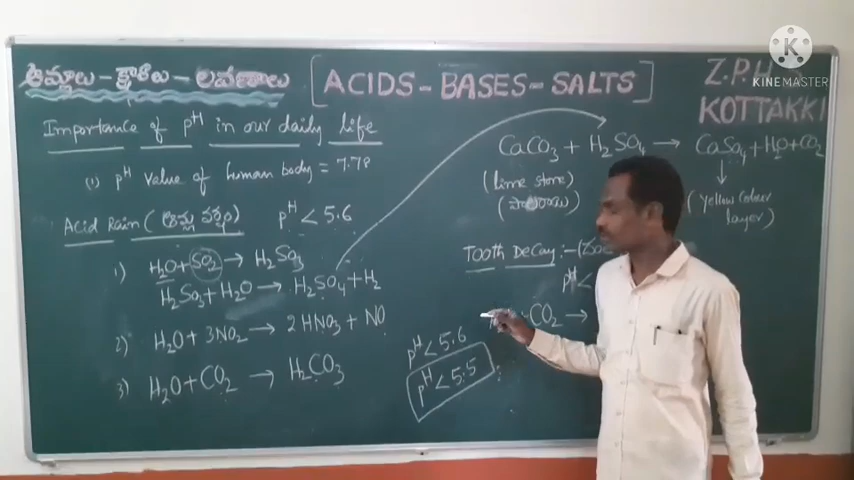 ఆమ్లాలు - క్షారాలు - లవణాలు [ACIDS - BASES - SALTS]
Z.P.H
KOTTAKKI
KINEMASTER
Importance of pH in our daily life
(1) pH value of human body = 7.78
Acid Rain (ఆమ్ల వర్షం) pH < 5.6
1) H2O + SO2 → H2SO3
H2SO3 + H2O → H2SO4 + H2
2) H2O + 3NO2 → 2 HNO3 + NO
3) H2O + CO2 → H2CO3
pH < 5.6
pH < 5.5
CaCO3 + H2SO4 → CaSO4 + H2O + CO2
(lime stone)
(Yellow Colour
layer)
Tooth Decay :-
pH <
CO2 →